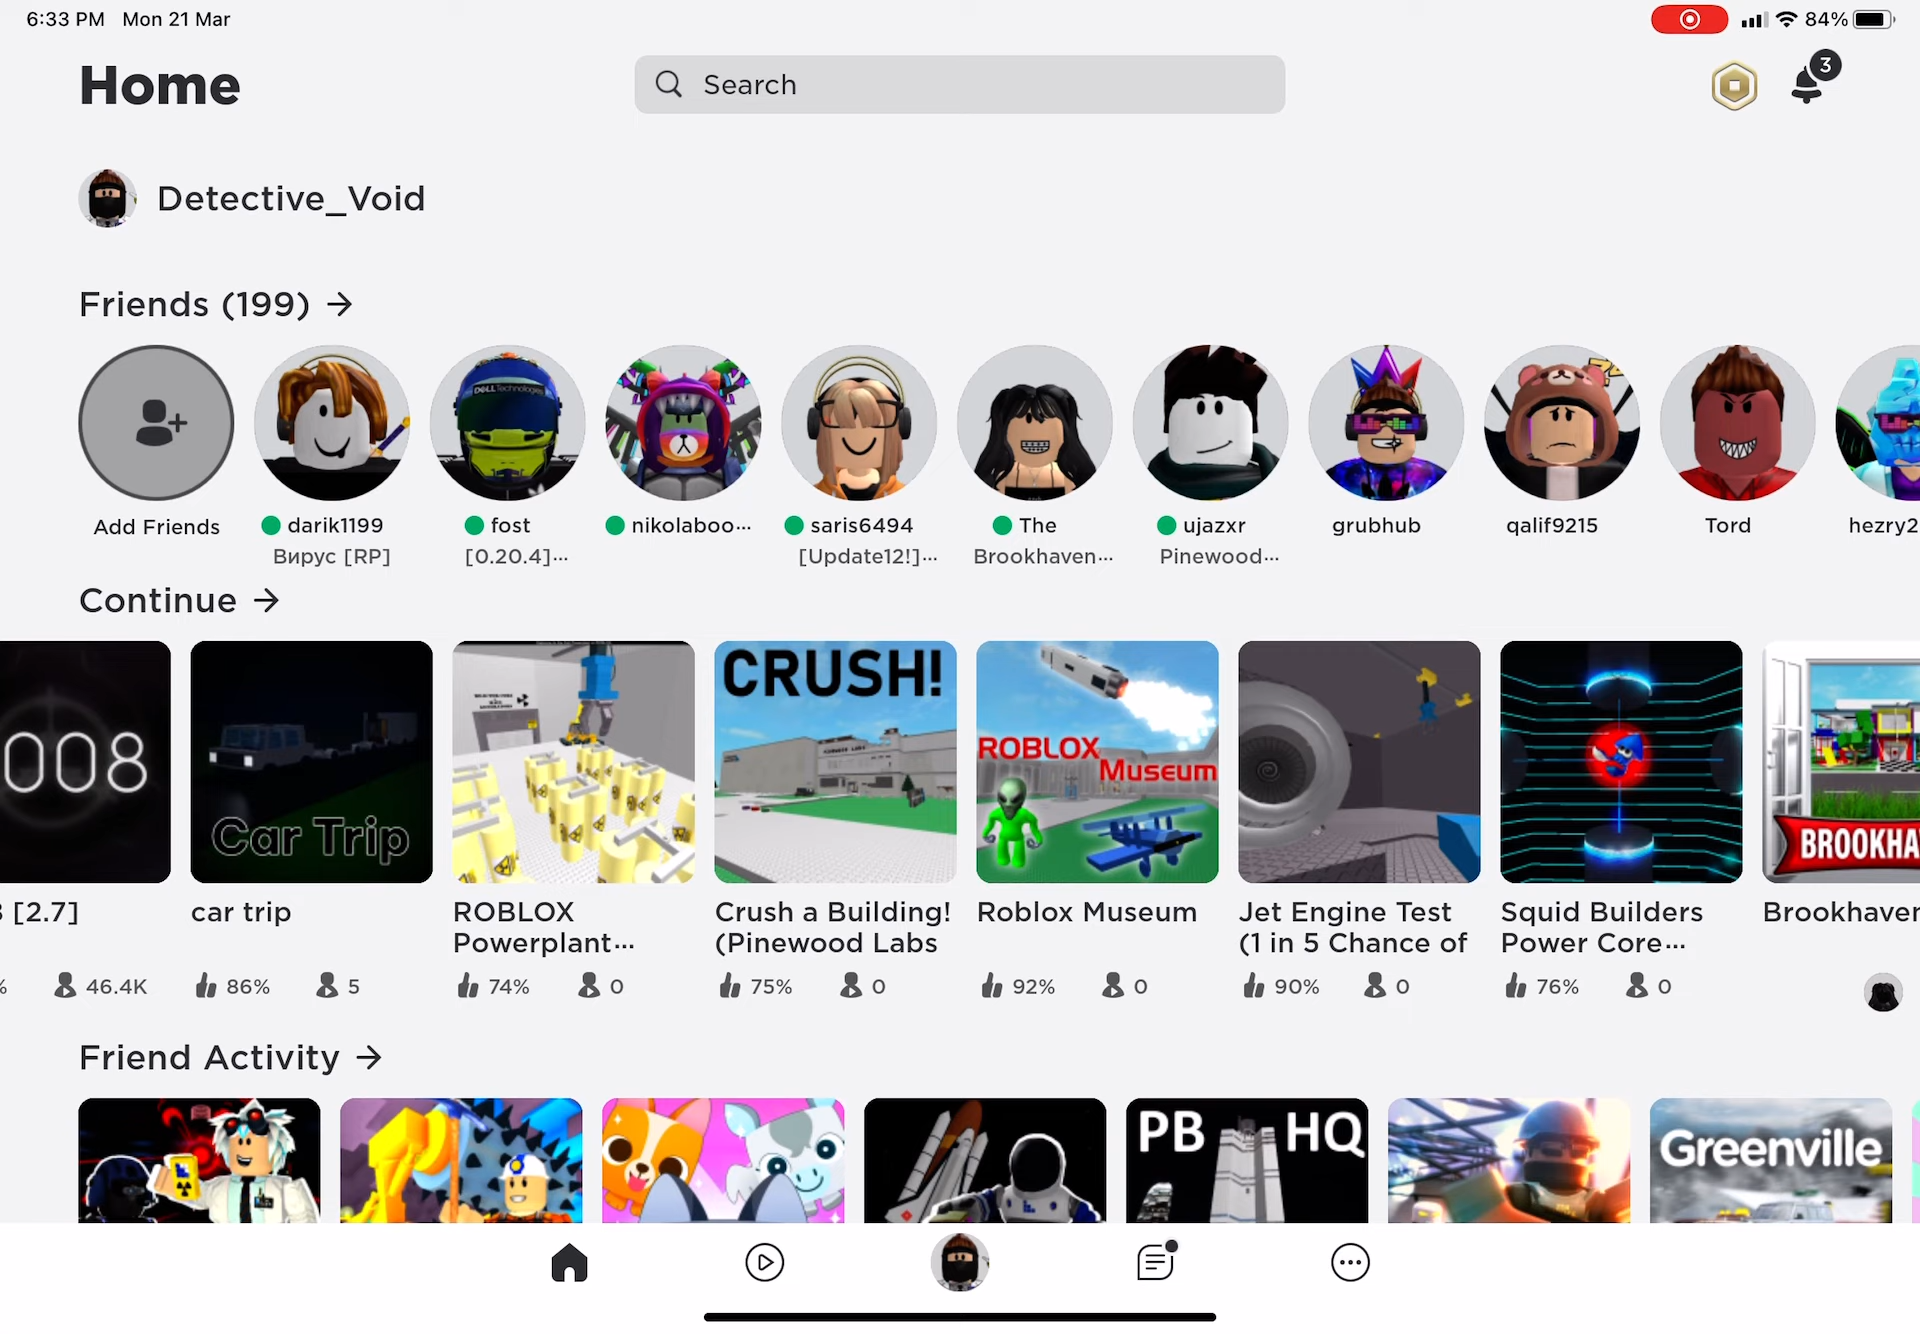 6:33 PM Mon 21 Mar
84%
Home
Search
3
Detective_Void
Friends (199) →
DELL Technologies
Add Friends
darik1199
fost
nikolaboo...
saris6494
The
ujazxr
grubhub
qalif9215
Tord
hezry2
Вирус [RP]
[0.20.4]...
[Update12!]...
Brookhaven...
Pinewood...
Continue →
008
Car Trip
CRUSH!
ROBLOX
Museum
BROOKHA
[2.7]
car trip
ROBLOX
Powerplant...
Crush a Building!
(Pinewood Labs
Roblox Museum
Jet Engine Test
(1 in 5 Chance of
Squid Builders
Power Core...
Brookhaven
%
46.4K
86%
5
74%
0
75%
0
92%
0
90%
0
76%
0
Friend Activity →
PB HQ
Greenville